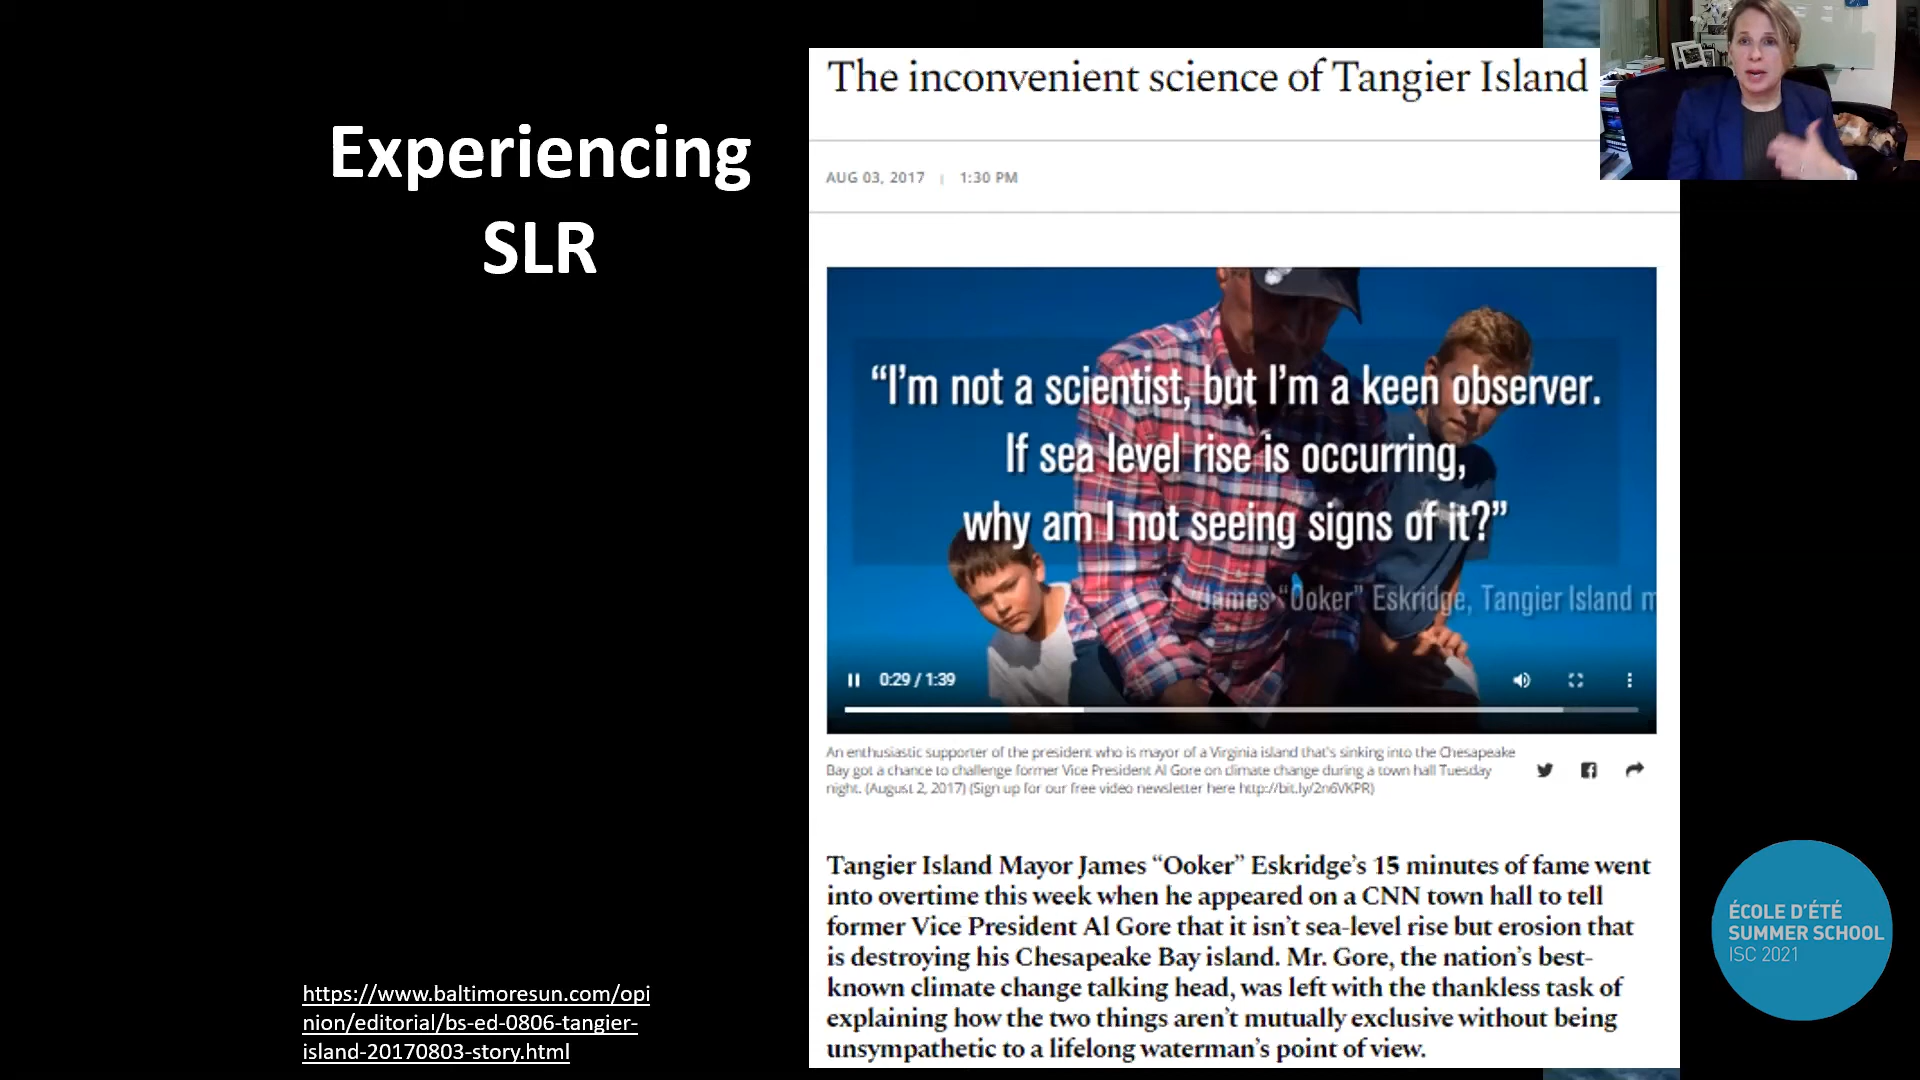 Experiencing
SLR
The inconvenient science of Tangier Island
AUG 03, 2017 | 1:30 PM
“I’m not a scientist, but I’m a keen observer.
If sea level rise is occurring,
why am I not seeing signs of it?”
James “Ooker” Eskridge, Tangier Island m
0:29 / 1:39
An enthusiastic supporter of the president who is mayor of a Virginia island that's sinking into the Chesapeake
Bay got a chance to challenge former Vice President Al Gore on climate change during a town hall Tuesday
night. (August 2, 2017) (Sign up for our free video newsletter here http://bit.ly/2n6VKPR)
Tangier Island Mayor James “Ooker” Eskridge’s 15 minutes of fame went
into overtime this week when he appeared on a CNN town hall to tell
former Vice President Al Gore that it isn’t sea-level rise but erosion that
is destroying his Chesapeake Bay island. Mr. Gore, the nation’s best-
known climate change talking head, was left with the thankless task of
explaining how the two things aren’t mutually exclusive without being
unsympathetic to a lifelong waterman’s point of view.
https://www.baltimoresun.com/opi
nion/editorial/bs-ed-0806-tangier-
island-20170803-story.html
ÉCOLE D’ÉTÉ
SUMMER SCHOOL
ISC 2021